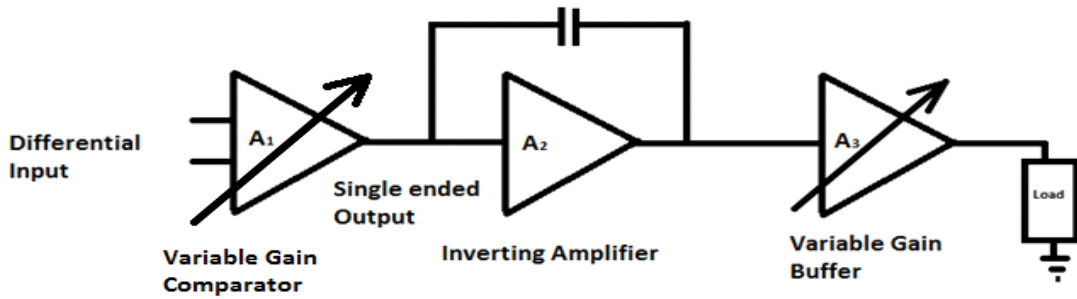 Differential
Input
A1
Variable Gain
Comparator
Single ended
Output
A2
Inverting Amplifier
A3
Variable Gain
Buffer
Load